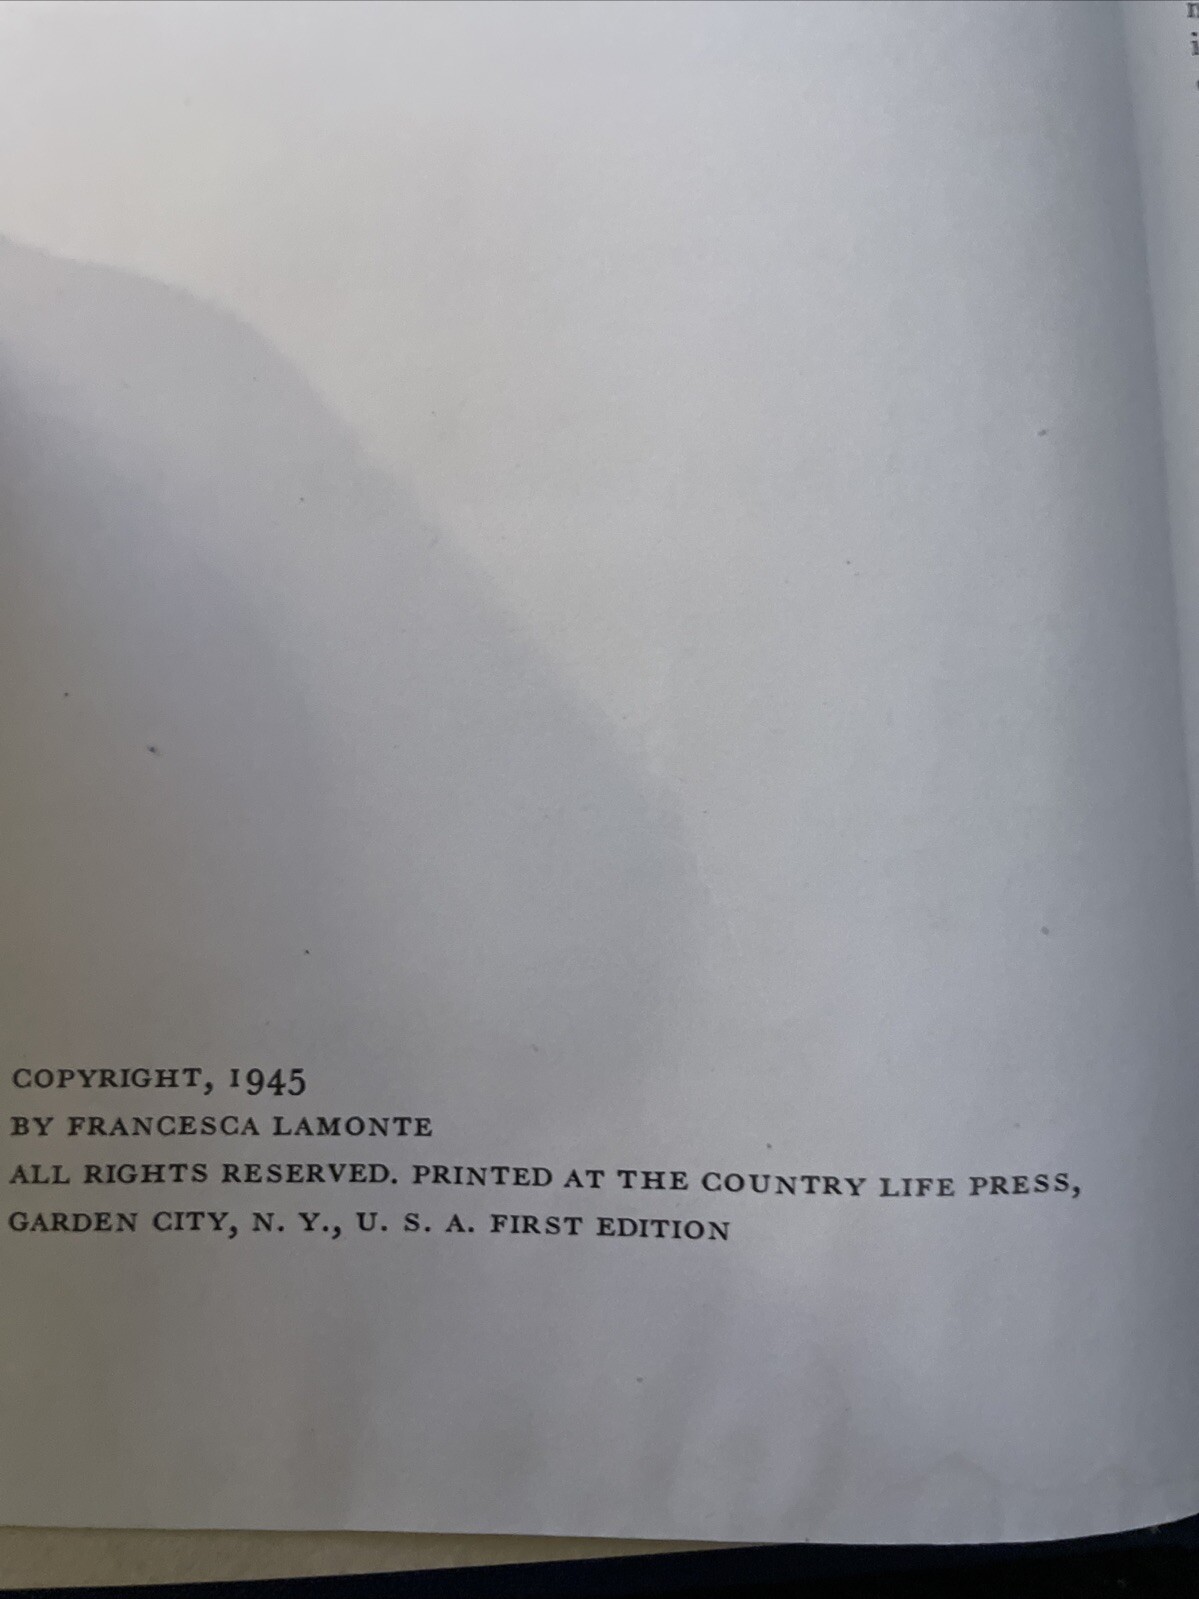 COPYRIGHT, 1945
BY FRANCESCA LAMONTE
ALL RIGHTS RESERVED. PRINTED AT THE COUNTRY LIFE PRESS,
GARDEN CITY, N. Y., U. S. A. FIRST EDITION